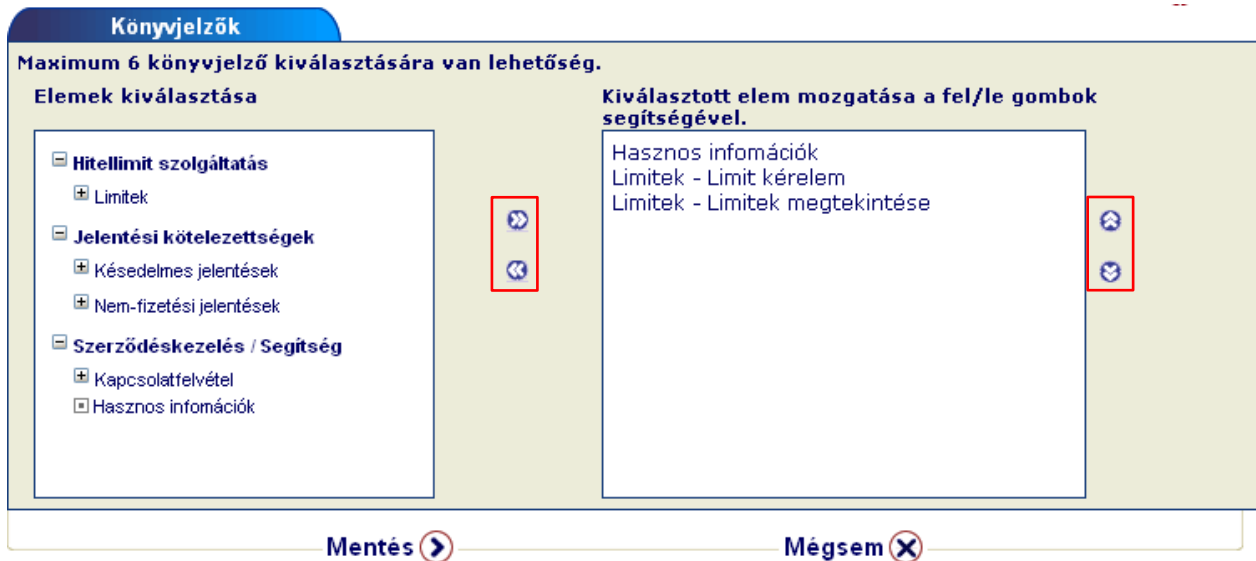 Könyvjelzők
Maximum 6 könyvjelző kiválasztására van lehetőség.
Elemek kiválasztása
Hitellimit szolgáltatás
Limitek
Jelentési kötelezettségek
Késedelmes jelentések
Nem-fizetési jelentések
Szerződéskezelés / Segítség
Kapcsolatfelvétel
Hasznos infomációk
Kiválasztott elem mozgatása a fel/le gombok
segítségével.
Hasznos infomációk
Limitek - Limit kérelem
Limitek - Limitek megtekintése
Mentés
Mégsem